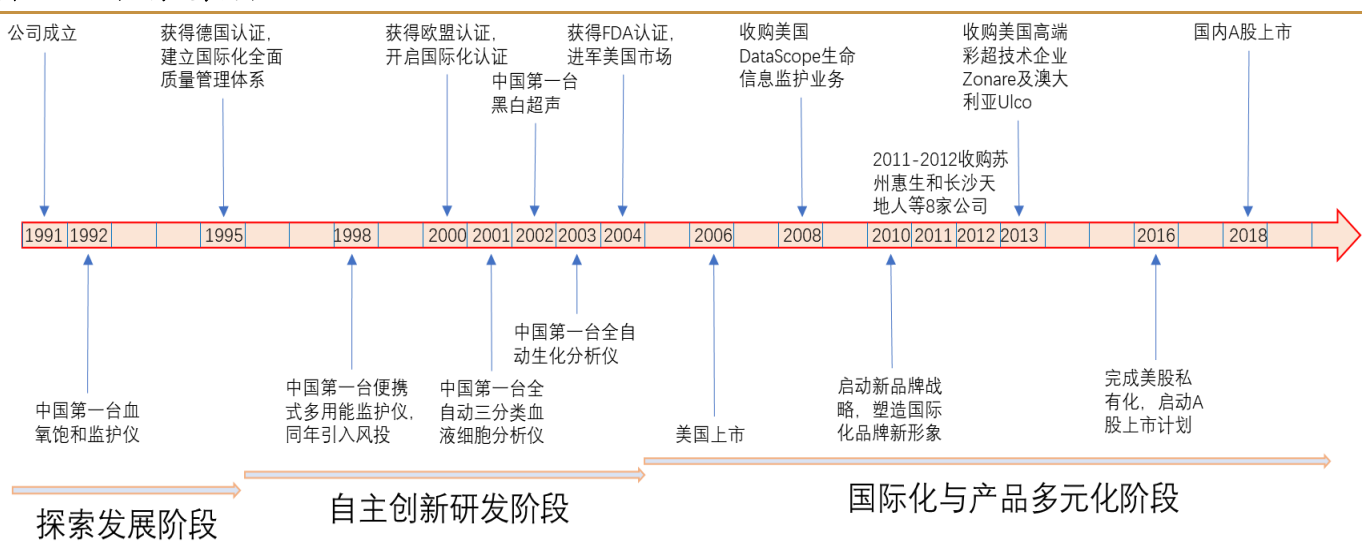 公司成立
获得德国认证，
建立国际化全面
质量管理体系
获得欧盟认证，
开启国际化认证
中国第一台
黑白超声
获得FDA认证，
进军美国市场
收购美国
DataScope生命
信息监护业务
2011-2012收购苏
州惠生和长沙天
地人等8家公司
收购美国高端
彩超技术企业
Zonare及澳大
利亚Ulco
国内A股上市
1991 1992 1995 1998 2000 2001 2002 2003 2004 2006 2008 2010 2011 2012 2013 2016 2018
中国第一台血
氧饱和监护仪
中国第一台便携
式多用能监护仪，
同年引入风投
中国第一台全
自动三分类血
液细胞分析仪
中国第一台全自
动生化分析仪
美国上市
启动新品牌战
略，塑造国际
化品牌新形象
完成美股私
有化，启动A
股上市计划
探索发展阶段
自主创新研发阶段
国际化与产品多元化阶段